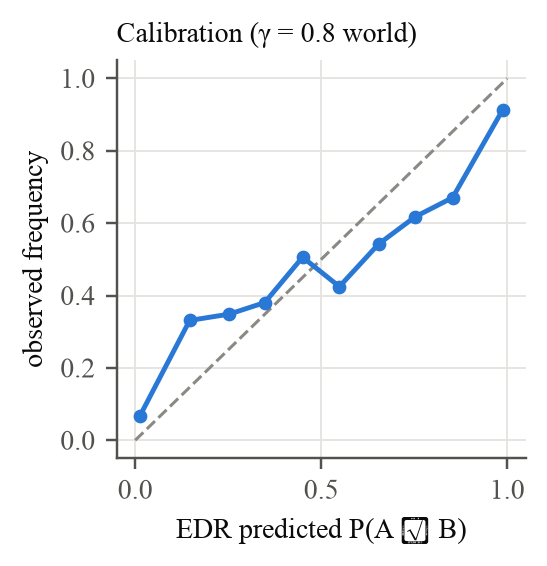 Calibration (γ = 0.8 world)
1.0
0.8
0.6
0.4
0.2
0.0
observed frequency
0.0 0.5 1.0
EDR predicted P(A √ B)